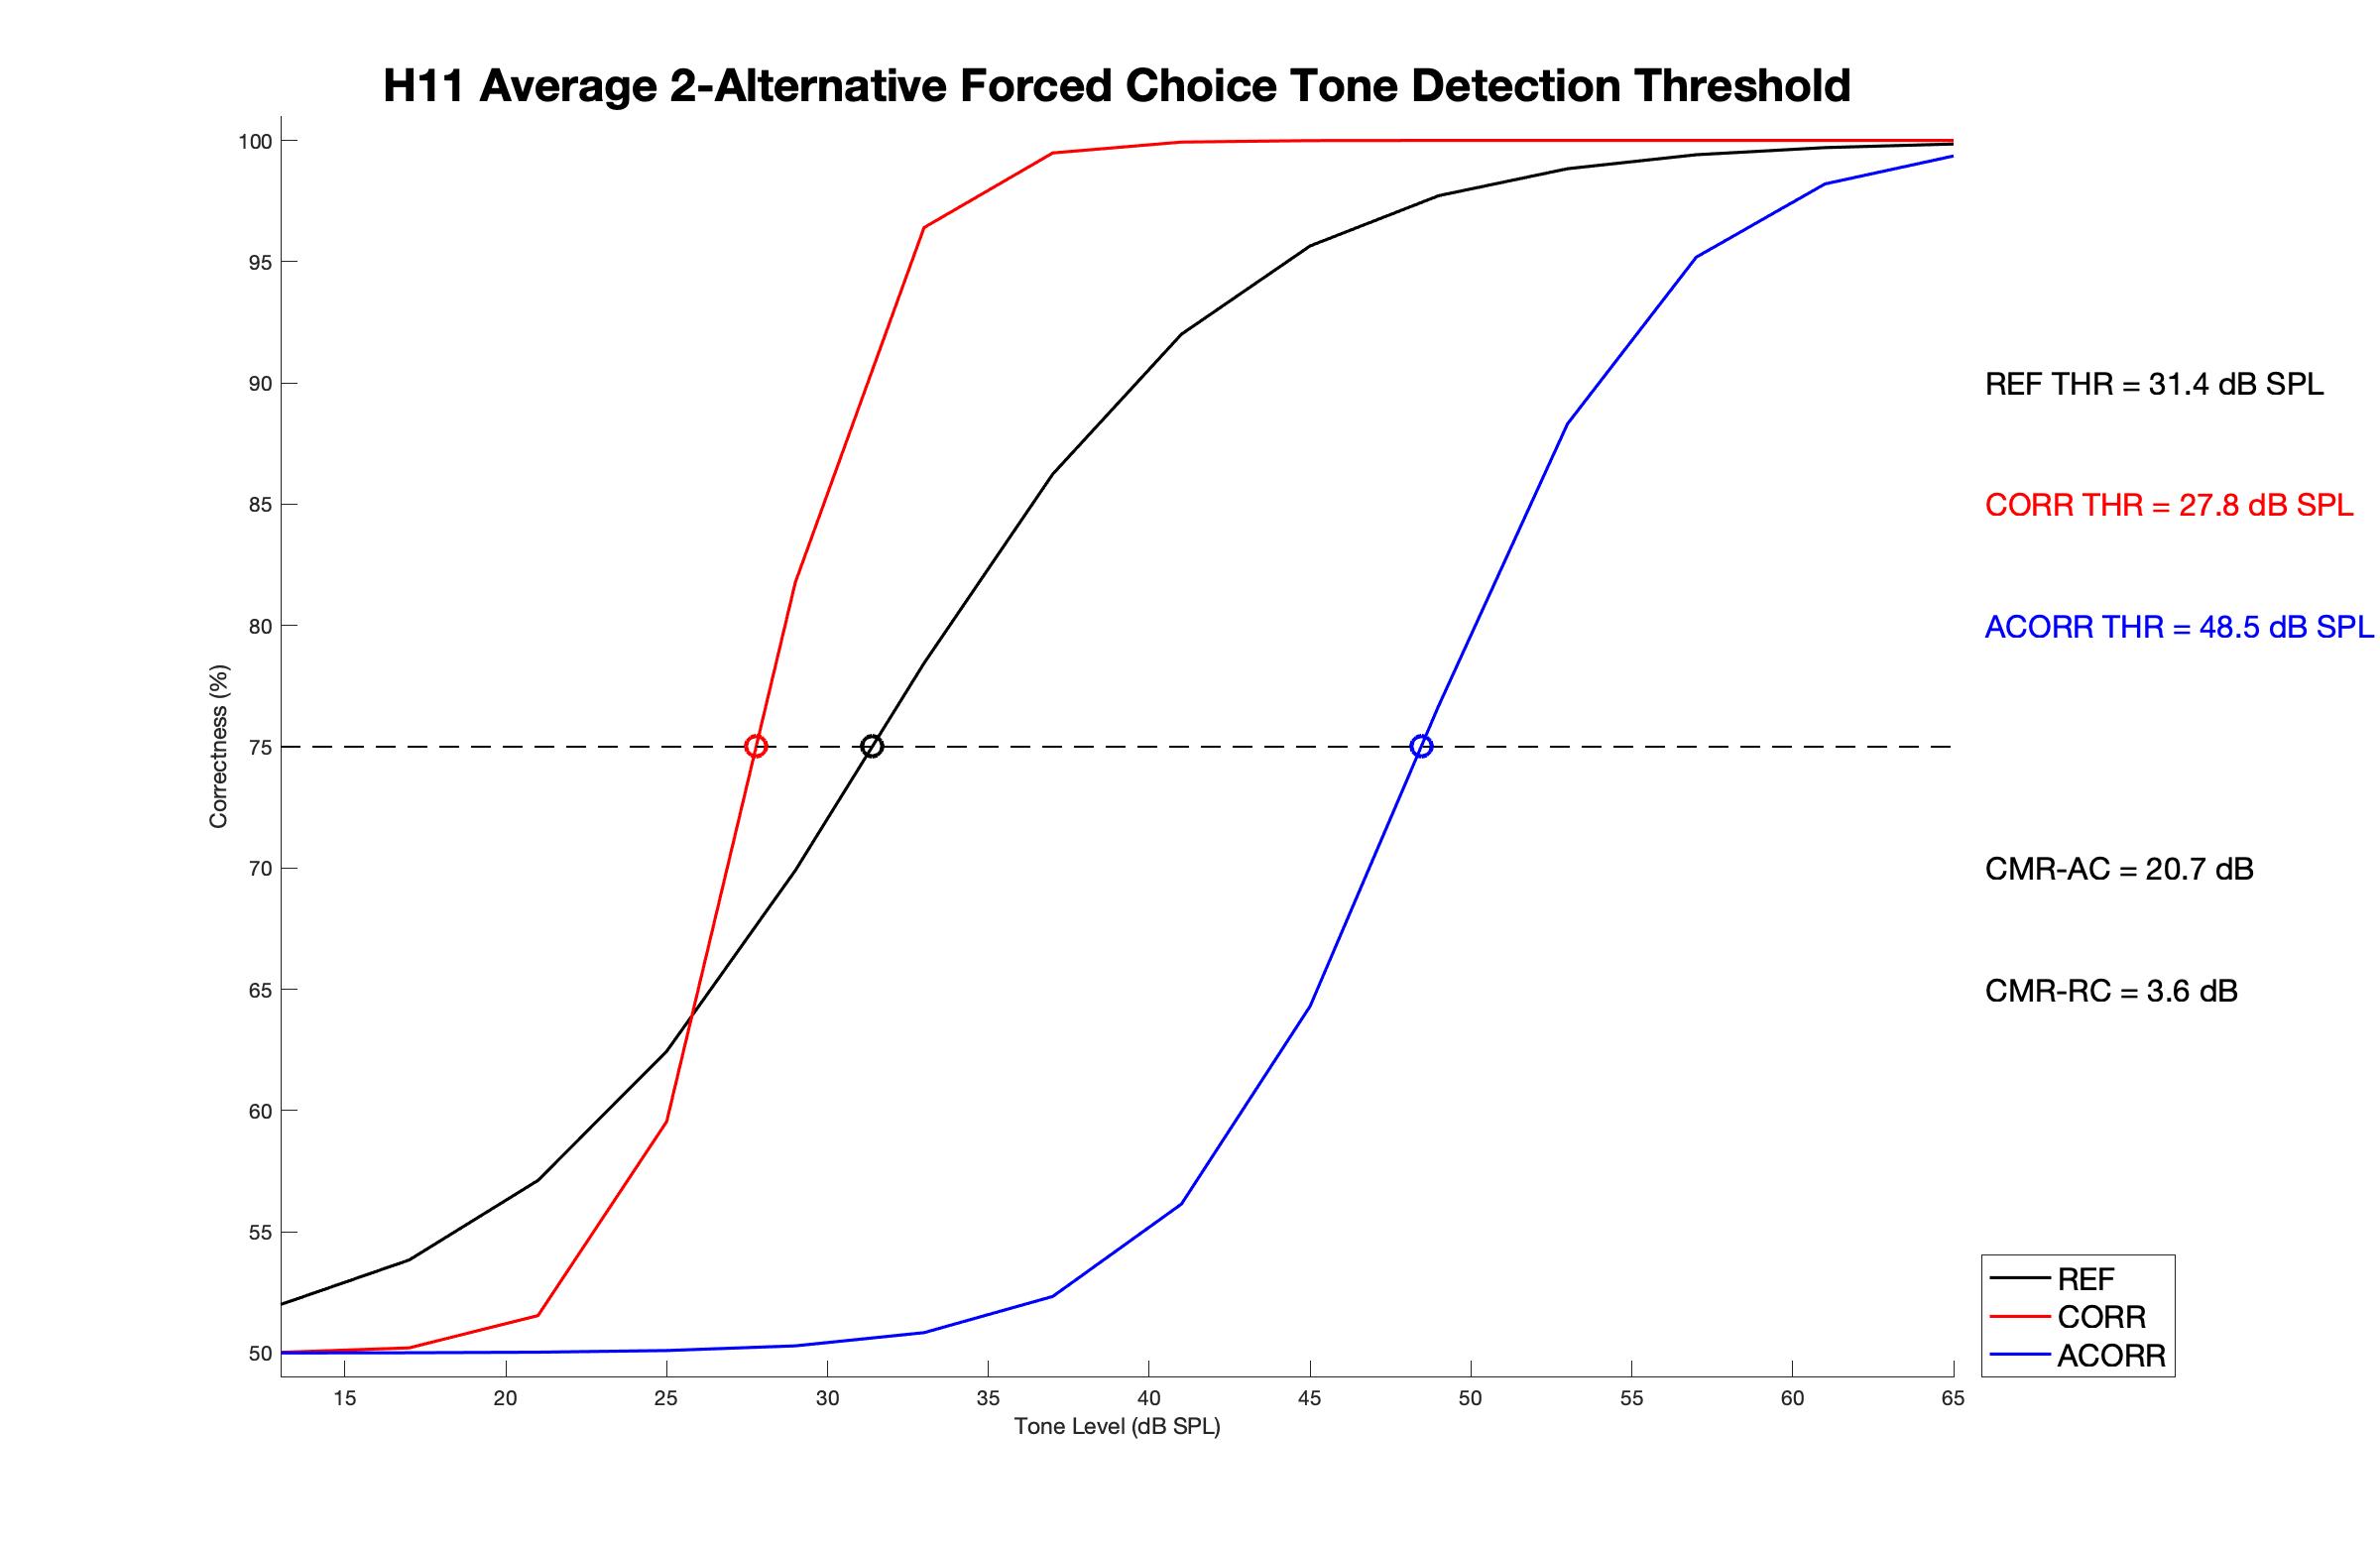 H11 Average 2-Alternative Forced Choice Tone Detection Threshold
100
95
90
85
80
75
70
65
60
55
50
Correctness (%)
15 20 25 30 35 40 45 50 55 60 65
Tone Level (dB SPL)
REF THR = 31.4 dB SPL
CORR THR = 27.8 dB SPL
ACORR THR = 48.5 dB SPL
CMR-AC = 20.7 dB
CMR-RC = 3.6 dB
REF
CORR
ACORR